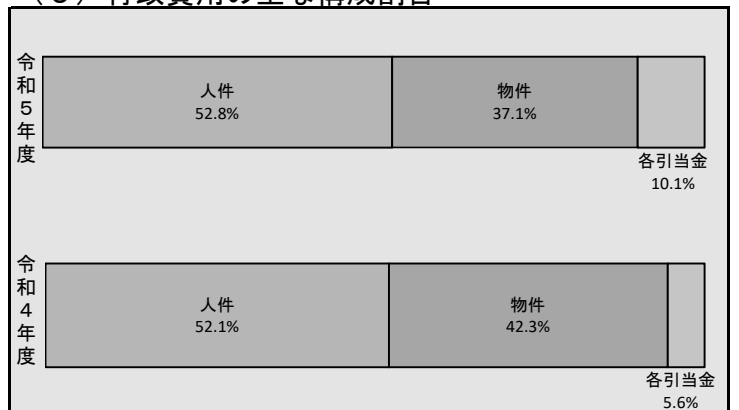 （３）行政費用の主な構成割合
令和５年度
人件
52.8%
物件
37.1%
各引当金
10.1%
令和４年度
人件
52.1%
物件
42.3%
各引当金
5.6%